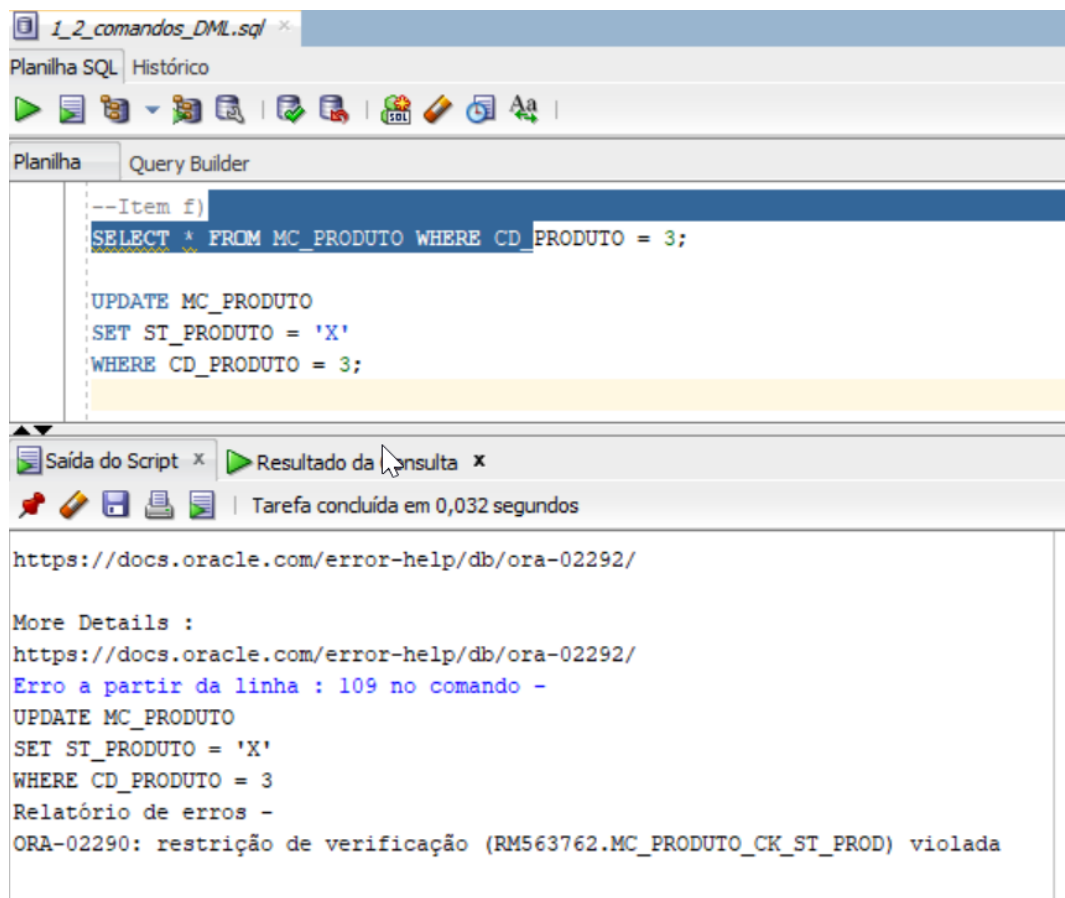 1_2_comandos_DML.sql
Planilha SQL Histórico
SQL
Aa
Planilha Query Builder
--Item f)
SELECT * FROM MC_PRODUTO WHERE CD_PRODUTO = 3;
UPDATE MC_PRODUTO
SET ST_PRODUTO = 'X'
WHERE CD_PRODUTO = 3;
Saída do Script x Resultado da Consulta x
Tarefa concluída em 0,032 segundos
https://docs.oracle.com/error-help/db/ora-02292/
More Details :
https://docs.oracle.com/error-help/db/ora-02292/
Erro a partir da linha : 109 no comando -
UPDATE MC_PRODUTO
SET ST_PRODUTO = 'X'
WHERE CD_PRODUTO = 3
Relatório de erros -
ORA-02290: restrição de verificação (RM563762.MC_PRODUTO_CK_ST_PROD) violada